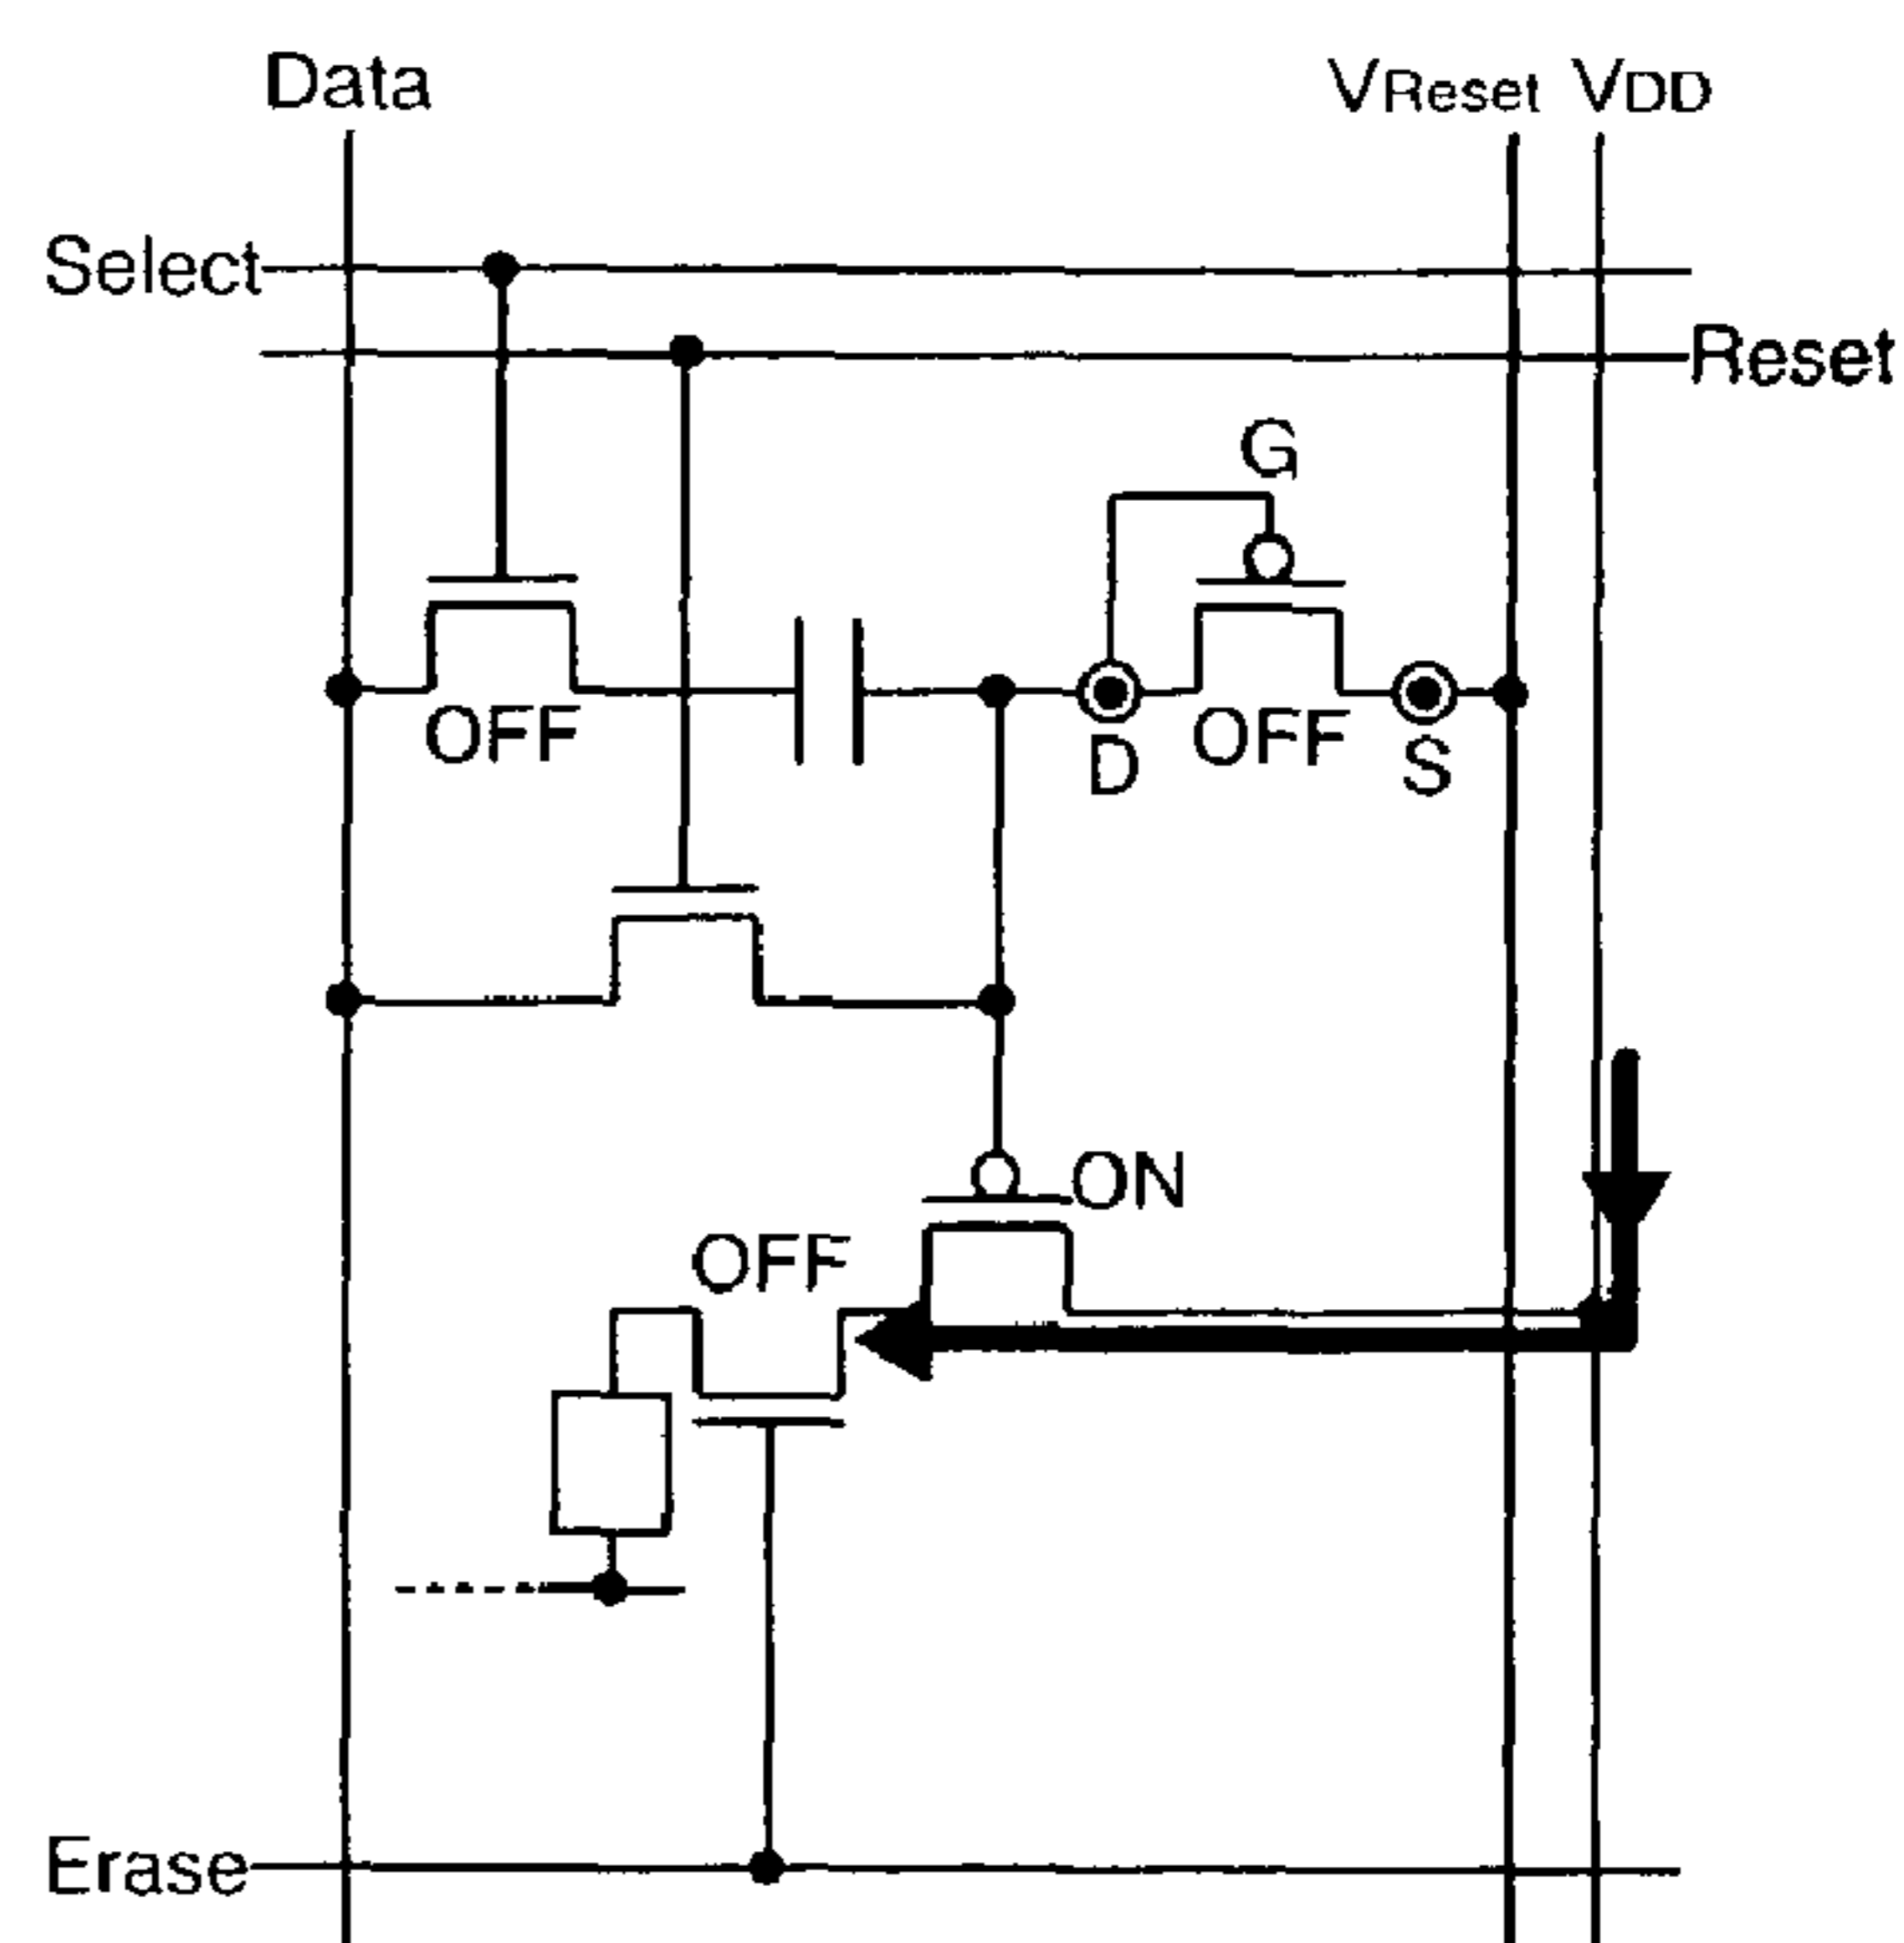 Data
VReset VDD
Select
Reset
G
OFF
D
OFF
S
ON
OFF
Erase